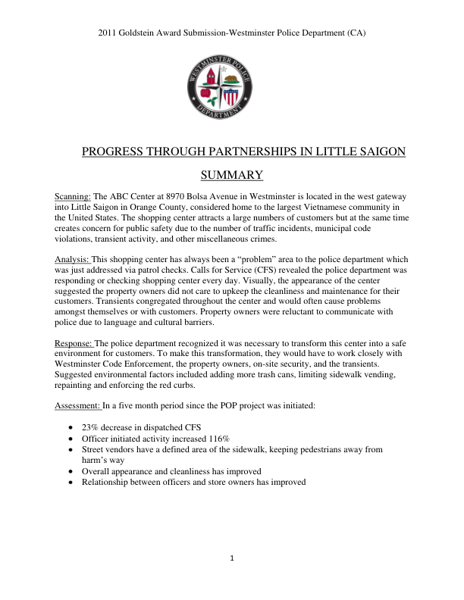 2011 Goldstein Award Submission-Westminster Police Department (CA)
WESTMINSTER POLICE
DEPARTMENT
PROGRESS THROUGH PARTNERSHIPS IN LITTLE SAIGON
SUMMARY
Scanning: The ABC Center at 8970 Bolsa Avenue in Westminster is located in the west gateway
into Little Saigon in Orange County, considered home to the largest Vietnamese community in
the United States. The shopping center attracts a large numbers of customers but at the same time
creates concern for public safety due to the number of traffic incidents, municipal code
violations, transient activity, and other miscellaneous crimes.
Analysis: This shopping center has always been a “problem” area to the police department which
was just addressed via patrol checks. Calls for Service (CFS) revealed the police department was
responding or checking shopping center every day. Visually, the appearance of the center
suggested the property owners did not care to upkeep the cleanliness and maintenance for their
customers. Transients congregated throughout the center and would often cause problems
amongst themselves or with customers. Property owners were reluctant to communicate with
police due to language and cultural barriers.
Response: The police department recognized it was necessary to transform this center into a safe
environment for customers. To make this transformation, they would have to work closely with
Westminster Code Enforcement, the property owners, on-site security, and the transients.
Suggested environmental factors included adding more trash cans, limiting sidewalk vending,
repainting and enforcing the red curbs.
Assessment: In a five month period since the POP project was initiated:
• 23% decrease in dispatched CFS
• Officer initiated activity increased 116%
• Street vendors have a defined area of the sidewalk, keeping pedestrians away from
harm’s way
• Overall appearance and cleanliness has improved
• Relationship between officers and store owners has improved
1